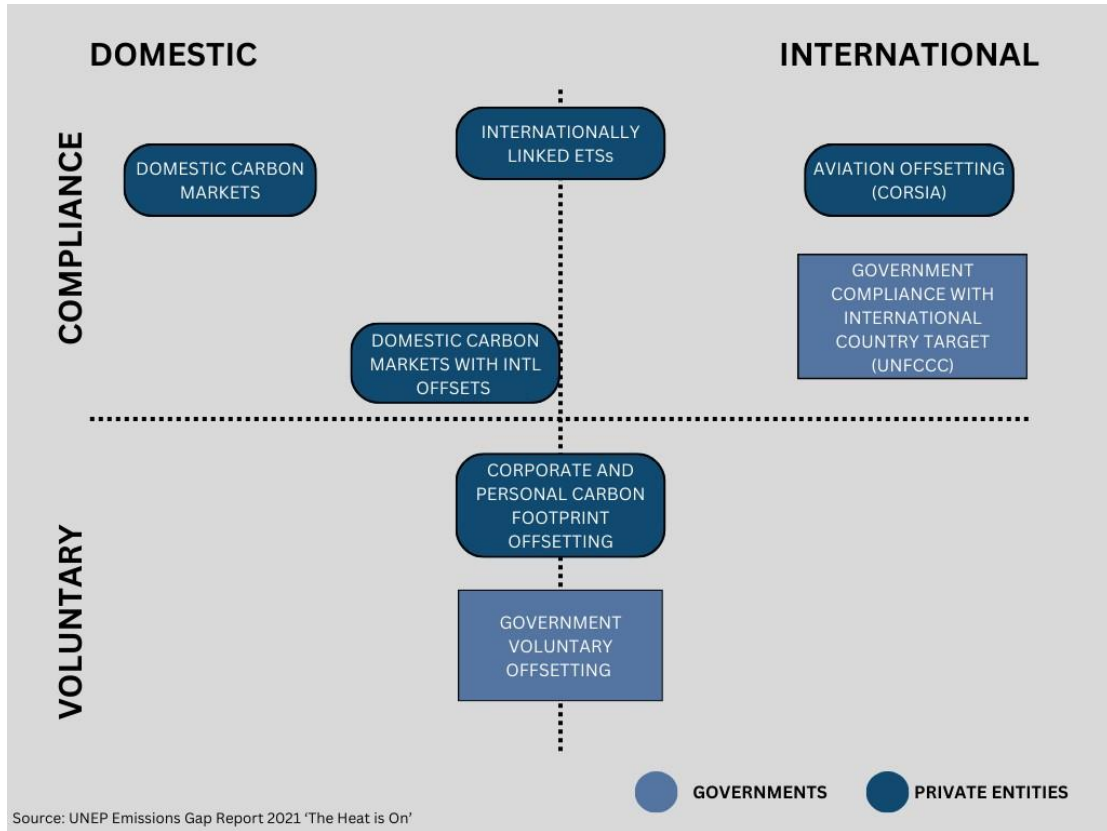 DOMESTIC
INTERNATIONAL
COMPLIANCE
INTERNATIONALLY
LINKED ETSs
DOMESTIC CARBON
MARKETS
AVIATION OFFSETTING
(CORSIA)
GOVERNMENT
COMPLIANCE WITH
INTERNATIONAL
COUNTRY TARGET
(UNFCCC)
DOMESTIC CARBON
MARKETS WITH INTL
OFFSETS
VOLUNTARY
CORPORATE AND
PERSONAL CARBON
FOOTPRINT
OFFSETTING
GOVERNMENT
VOLUNTARY
OFFSETTING
GOVERNMENTS
PRIVATE ENTITIES
Source: UNEP Emissions Gap Report 2021 ‘The Heat is On’